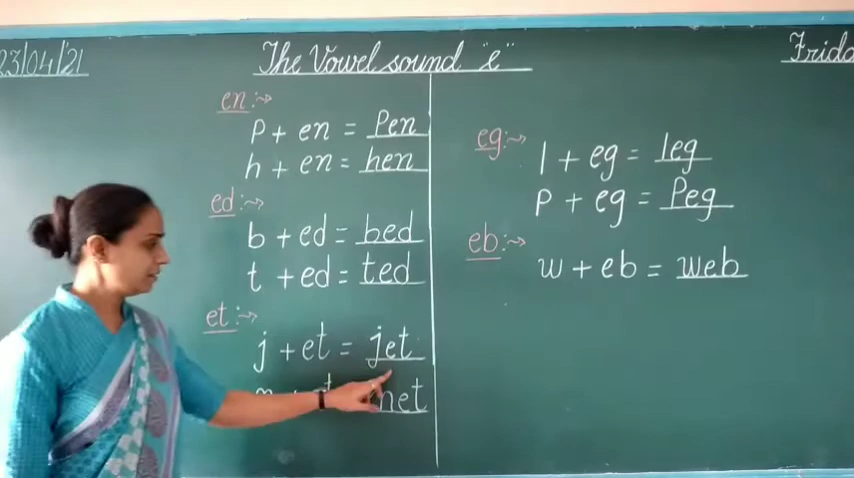 23/04/'21
The Vowel sound "e"
en:→
P + en = Pen
h + en = hen
ed:→
b + ed = bed
t + ed = ted
et:→
j + et = jet
net
eg:→
l + eg = leg
P + eg = Peg
eb:→
w + eb = web